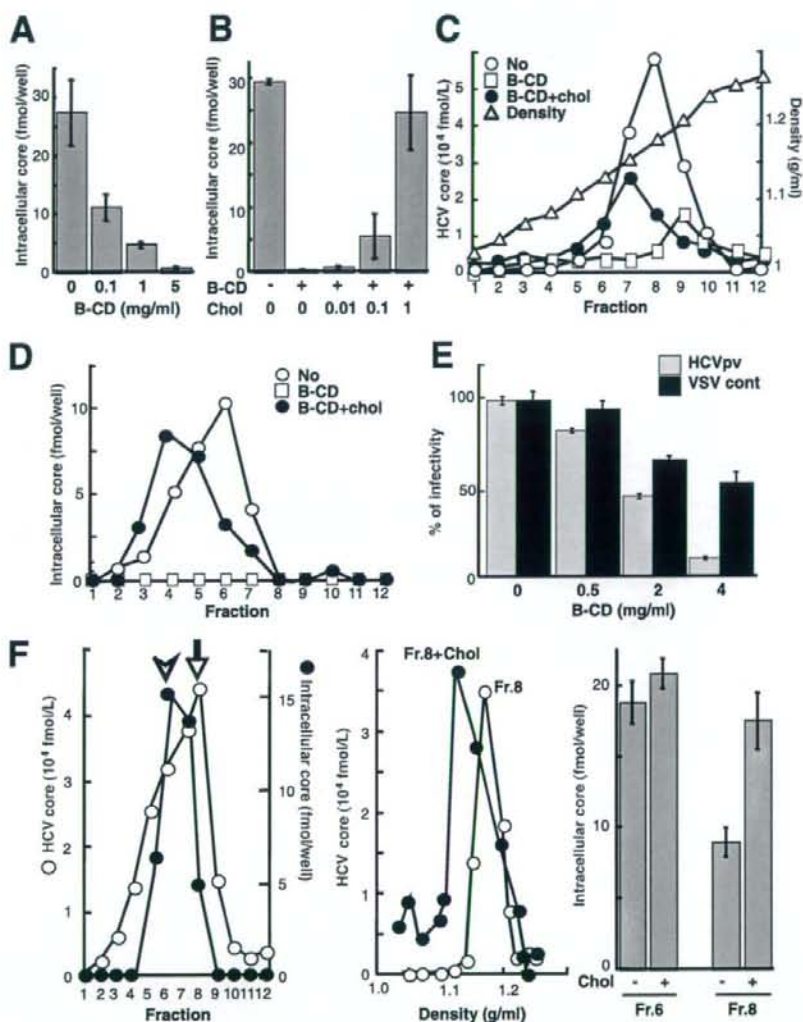 A
Intracellular core (fmol/well)
30
20
10
0
0 0.1 1 5
B-CD (mg/ml)
B
Intracellular core (fmol/well)
30
20
10
0
B-CD - + + + +
Chol 0 0 0.01 0.1 1
C
No
B-CD
B-CD+chol
Density
HCV core (10⁴ fmol/L)
5
4
3
2
1
0
Density (g/ml)
1.2
1.1
1
1 2 3 4 5 6 7 8 9 10 11 12
Fraction
D
No
B-CD
B-CD+chol
Intracellular core (fmol/well)
10
5
0
1 2 3 4 5 6 7 8 9 10 11 12
Fraction
E
HCVpv
VSV cont
% of infectivity
100
50
0
0 0.5 2 4
B-CD (mg/ml)
F
HCV core (10⁴ fmol/L)
4
3
2
1
0
Intracellular core (fmol/well)
15
10
5
0
1 2 3 4 5 6 7 8 9 10 11 12
Fraction
Fr.8+Chol
Fr.8
HCV core (10⁴ fmol/L)
4
3
2
1
0
1.0 1.1 1.2
Density (g/ml)
Intracellular core (fmol/well)
20
10
0
Chol - + - +
Fr.6 Fr.8